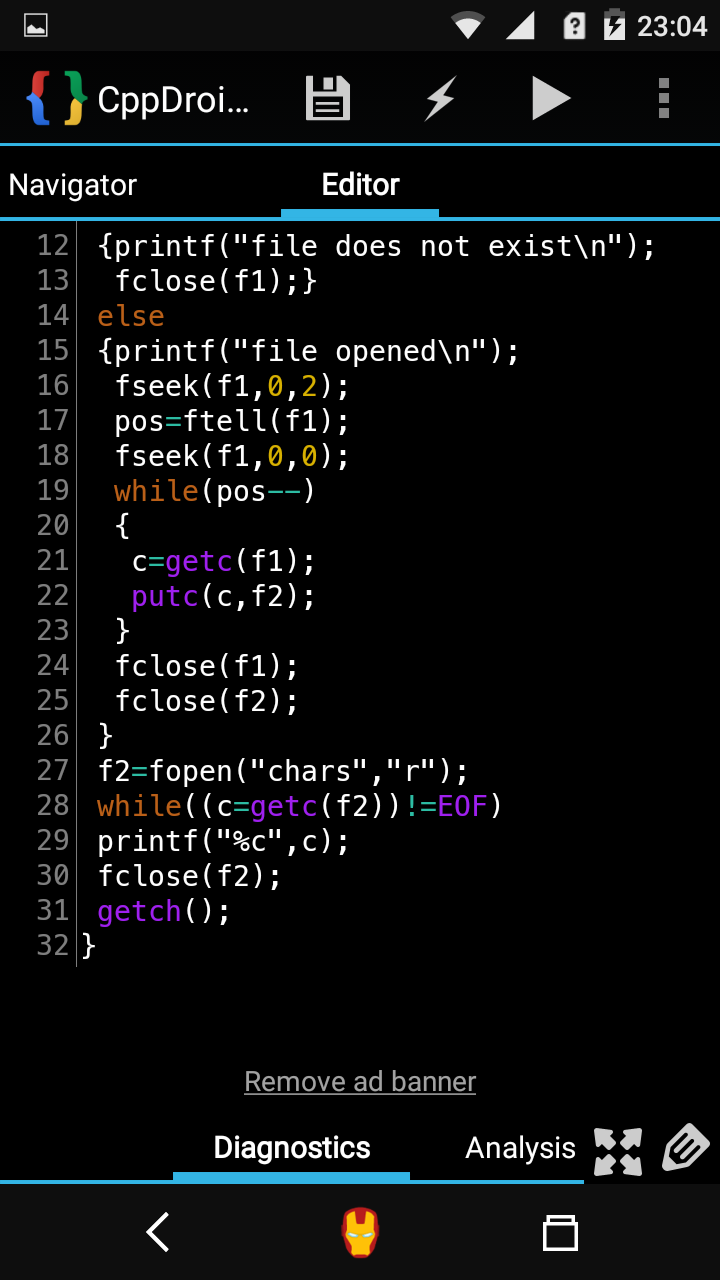 23:04
CppDroi...
Navigator Editor
12 {printf("file does not exist\n");
13 fclose(f1);}
14 else
15 {printf("file opened\n");
16 fseek(f1,0,2);
17 pos=ftell(f1);
18 fseek(f1,0,0);
19 while(pos--)
20 {
21 c=getc(f1);
22 putc(c,f2);
23 }
24 fclose(f1);
25 fclose(f2);
26 }
27 f2=fopen("chars","r");
28 while((c=getc(f2))!=EOF)
29 printf("%c",c);
30 fclose(f2);
31 getch();
32 }
Remove ad banner
Diagnostics Analysis